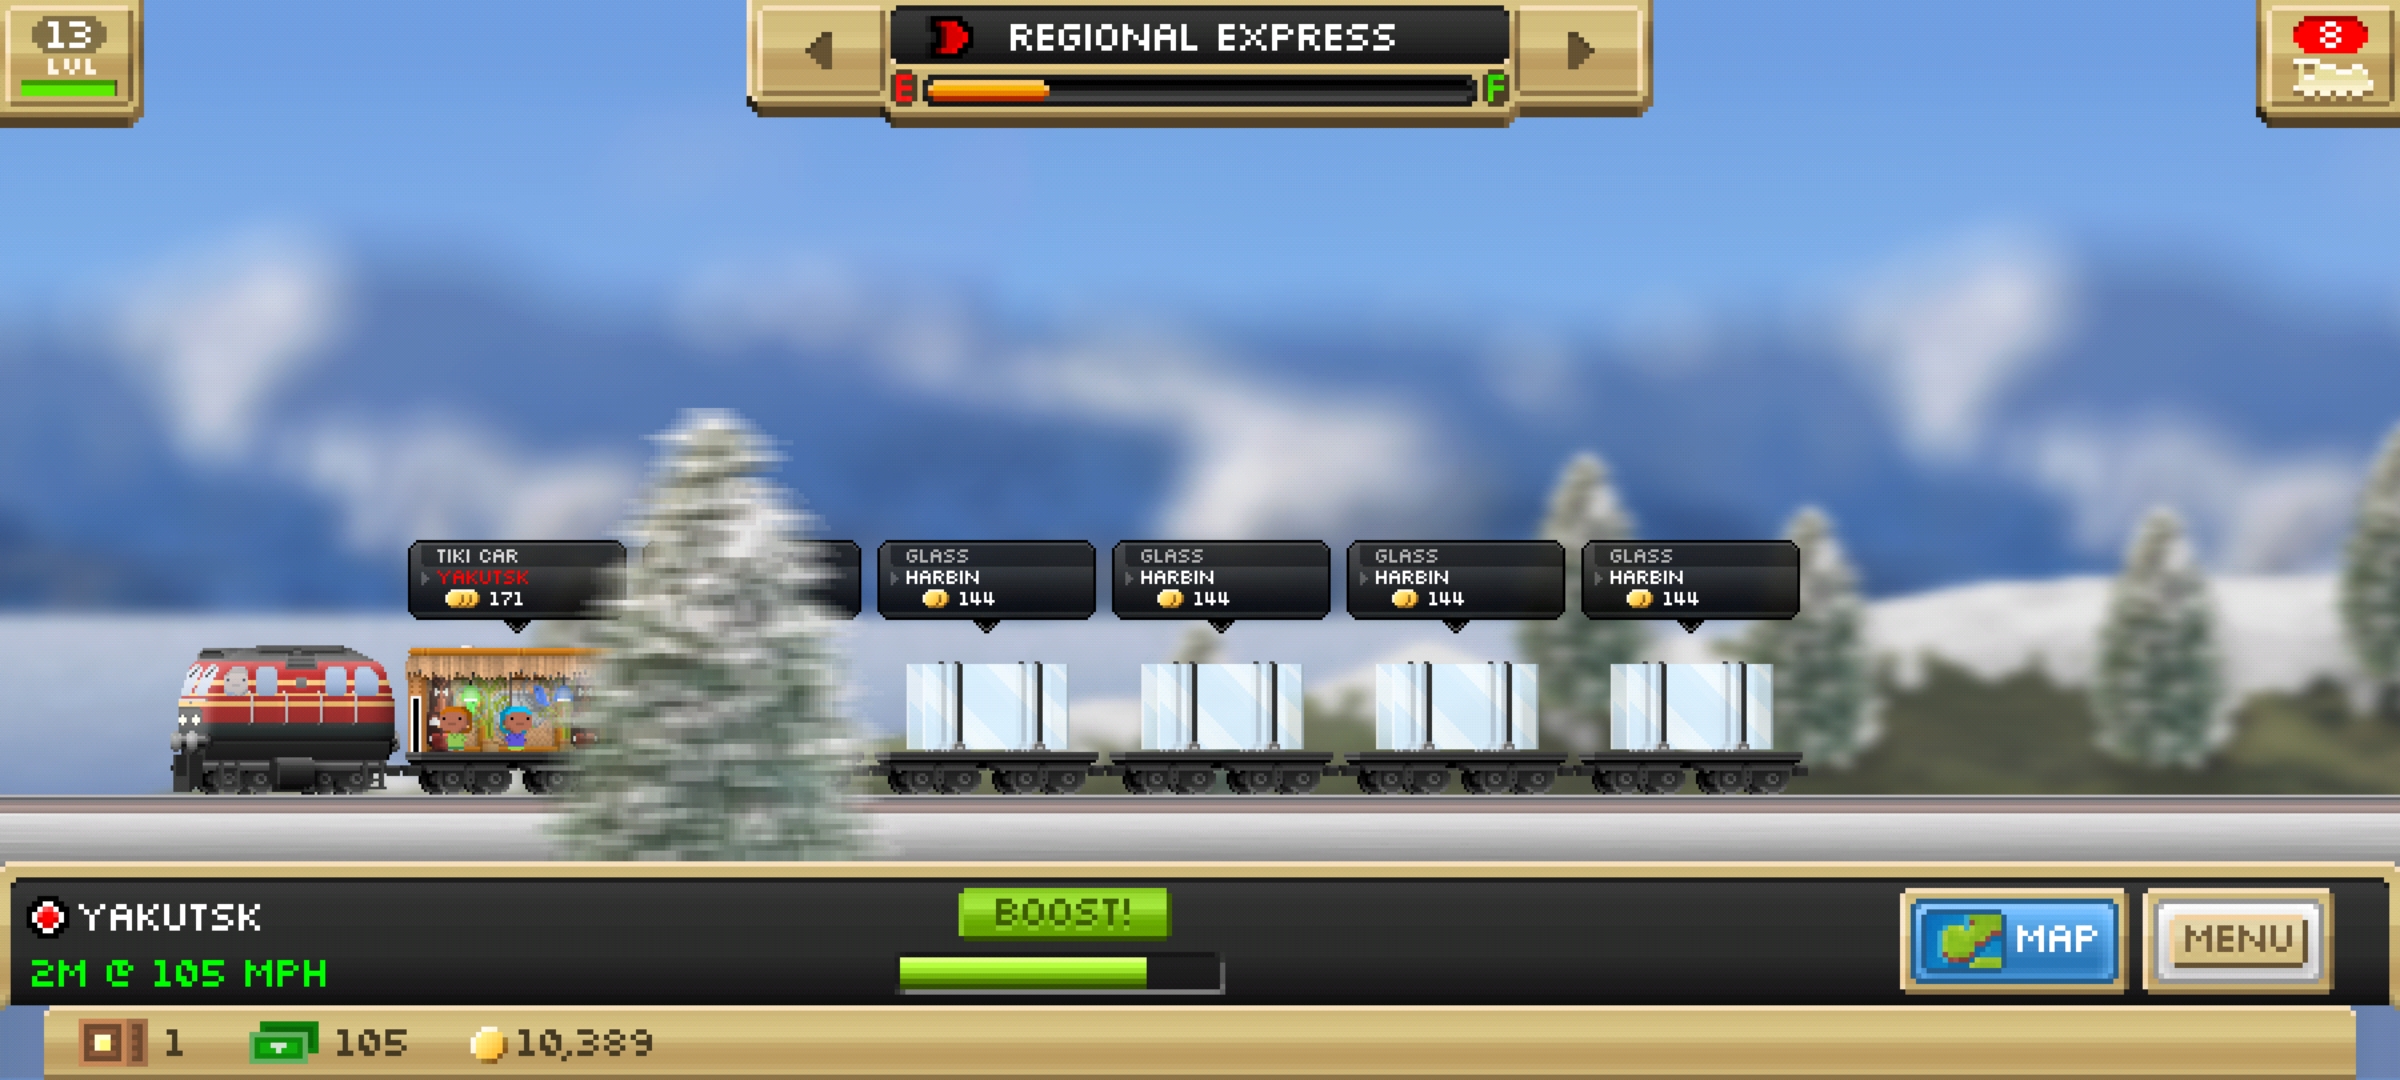 13
LVL
REGIONAL EXPRESS
E
F
8
TIKI CAR
YAKUTSK
171
GLASS
HARBIN
144
GLASS
HARBIN
144
GLASS
HARBIN
144
GLASS
HARBIN
144
YAKUTSK
2M @ 105 MPH
BOOST!
MAP
MENU
1
105
10,389